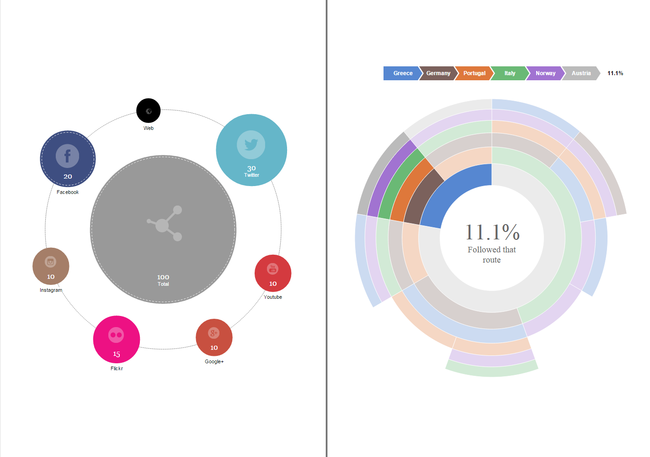 Web
30
Twitter
20
Facebook
100
Total
10
Instagram
10
Youtube
15
Flickr
10
Google+
Greece Germany Portugal Italy Norway Austria 11.1%
11.1%
Followed that
route